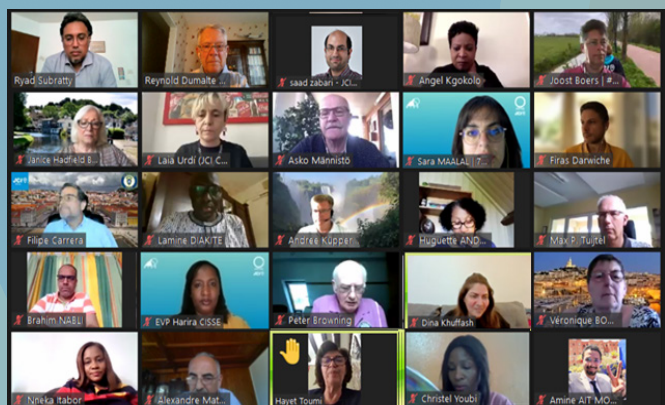 Ryad Subratty
Reynold Dumalte ...
saad zabari - JCI...
Angel Kgokolo
Joost Boers | #...
Janice Hadfield B...
Laia Urdí (JCI C...
Asko Männistö
Sara MAALAL | 7...
Firas Darwiche
Filipe Carrera
Lamine DIAKITE
Andree Küpper
Huguette AND...
Max P. Tuijtel
Brahim NABLI
EVP Harira CISSE
Peter Browning
Dina Khuffash
Véronique BO...
Nneka Itabor
Alexandre Mat...
Hayet Toumi
Christel Youbi
Amine AIT MO...